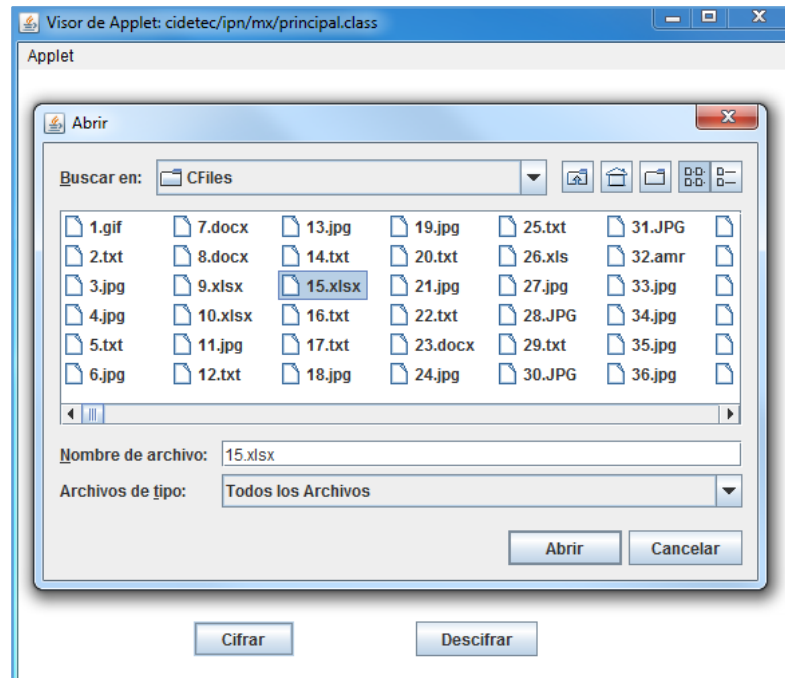 Visor de Applet: cidetec/ipn/mx/principal.class
Applet
Abrir
Buscar en: CFiles
1.gif 7.docx 13.jpg 19.jpg 25.txt 31.JPG
2.txt 8.docx 14.txt 20.txt 26.xls 32.amr
3.jpg 9.xlsx 15.xlsx 21.jpg 27.jpg 33.jpg
4.jpg 10.xlsx 16.txt 22.txt 28.JPG 34.jpg
5.txt 11.jpg 17.txt 23.docx 29.txt 35.jpg
6.jpg 12.txt 18.jpg 24.jpg 30.JPG 36.jpg
Nombre de archivo: 15.xlsx
Archivos de tipo: Todos los Archivos
Abrir Cancelar
Cifrar Descifrar